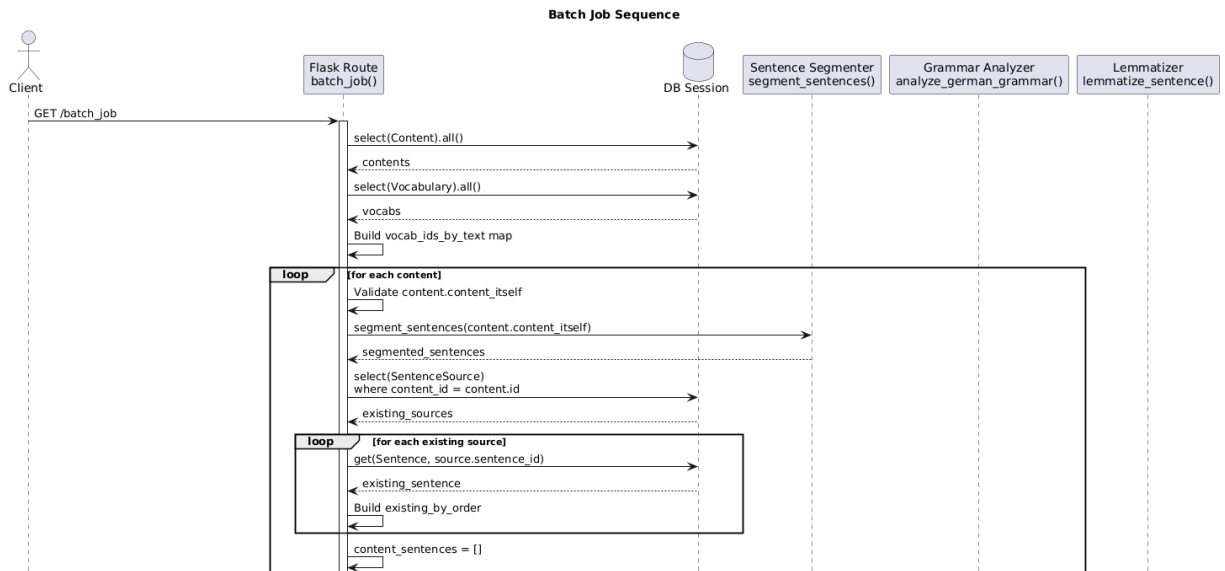 Batch Job Sequence
Client
Flask Route
batch_job()
DB Session
Sentence Segmenter
segment_sentences()
Grammar Analyzer
analyze_german_grammar()
Lemmatizer
lemmatize_sentence()
GET /batch_job
select(Content).all()
contents
select(Vocabulary).all()
vocabs
Build vocab_ids_by_text map
loop [for each content]
Validate content.content_itself
segment_sentences(content.content_itself)
segmented_sentences
select(SentenceSource)
where content_id = content.id
existing_sources
loop [for each existing source]
get(Sentence, source.sentence_id)
existing_sentence
Build existing_by_order
content_sentences = []